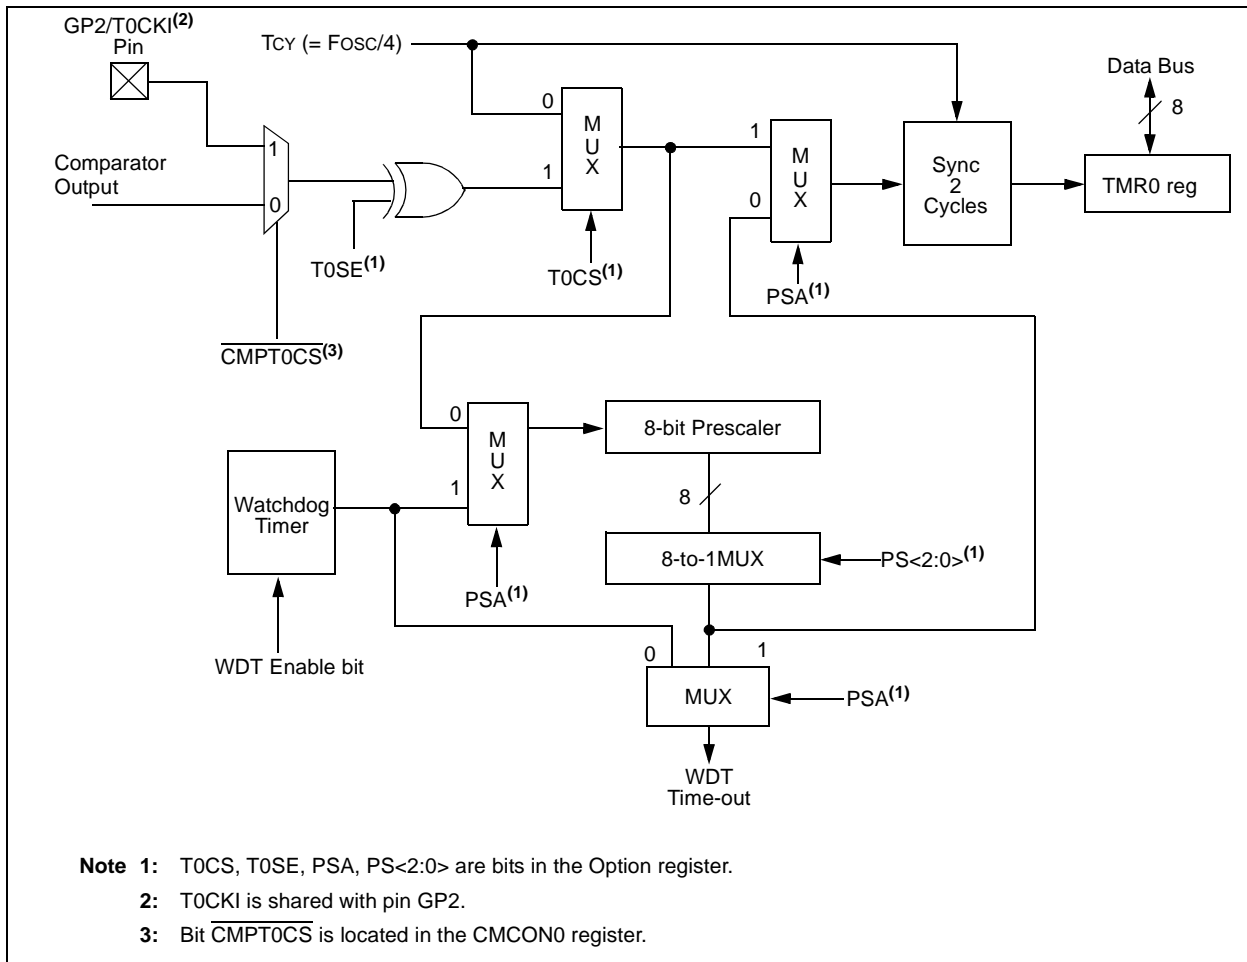 GP2/T0CKI(2)
Pin
TCY (= FOSC/4)
Data Bus
8
0
M
U
X
1
1
M
U
X
0
Sync
2
Cycles
TMR0 reg
1
0
Comparator
Output
T0SE(1)
T0CS(1)
PSA(1)
CMPT0CS(3)
0
M
U
X
1
8-bit Prescaler
8
Watchdog
Timer
8-to-1MUX
PS<2:0>(1)
PSA(1)
WDT Enable bit
0
1
MUX
PSA(1)
WDT
Time-out
Note 1: T0CS, T0SE, PSA, PS<2:0> are bits in the Option register.
2: T0CKI is shared with pin GP2.
3: Bit CMPT0CS is located in the CMCON0 register.